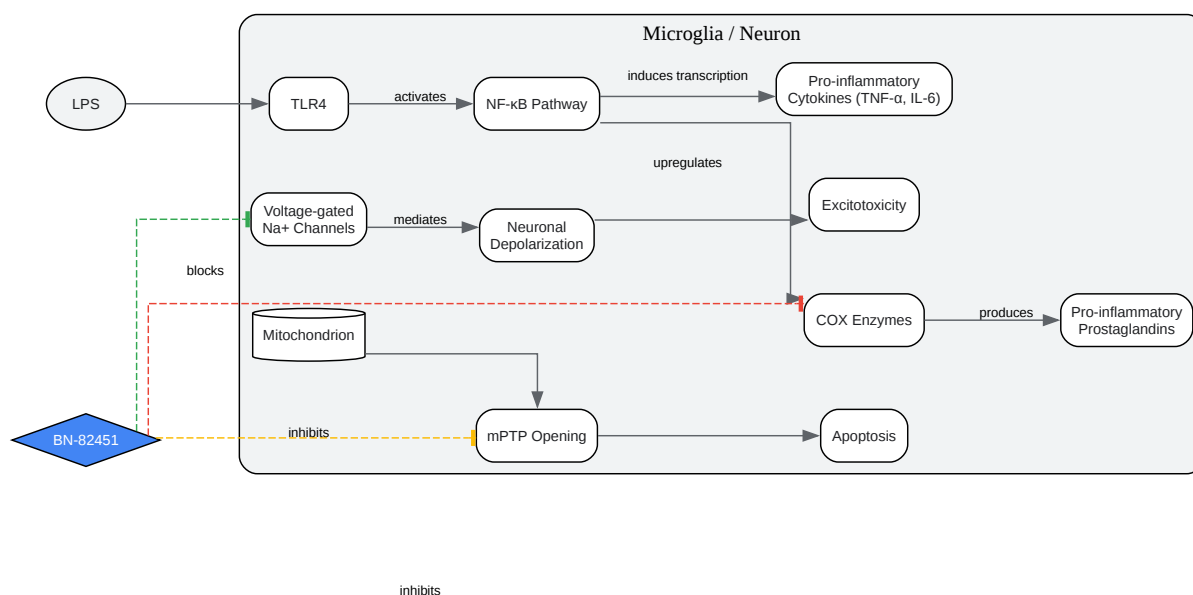 Microglia / Neuron
LPS
TLR4
activates
NF-κB Pathway
induces transcription
Pro-inflammatory
Cytokines (TNF-α, IL-6)
upregulates
Voltage-gated
Na+ Channels
mediates
Neuronal
Depolarization
Excitotoxicity
blocks
Mitochondrion
COX Enzymes
produces
Pro-inflammatory
Prostaglandins
BN-82451
inhibits
mPTP Opening
Apoptosis
inhibits